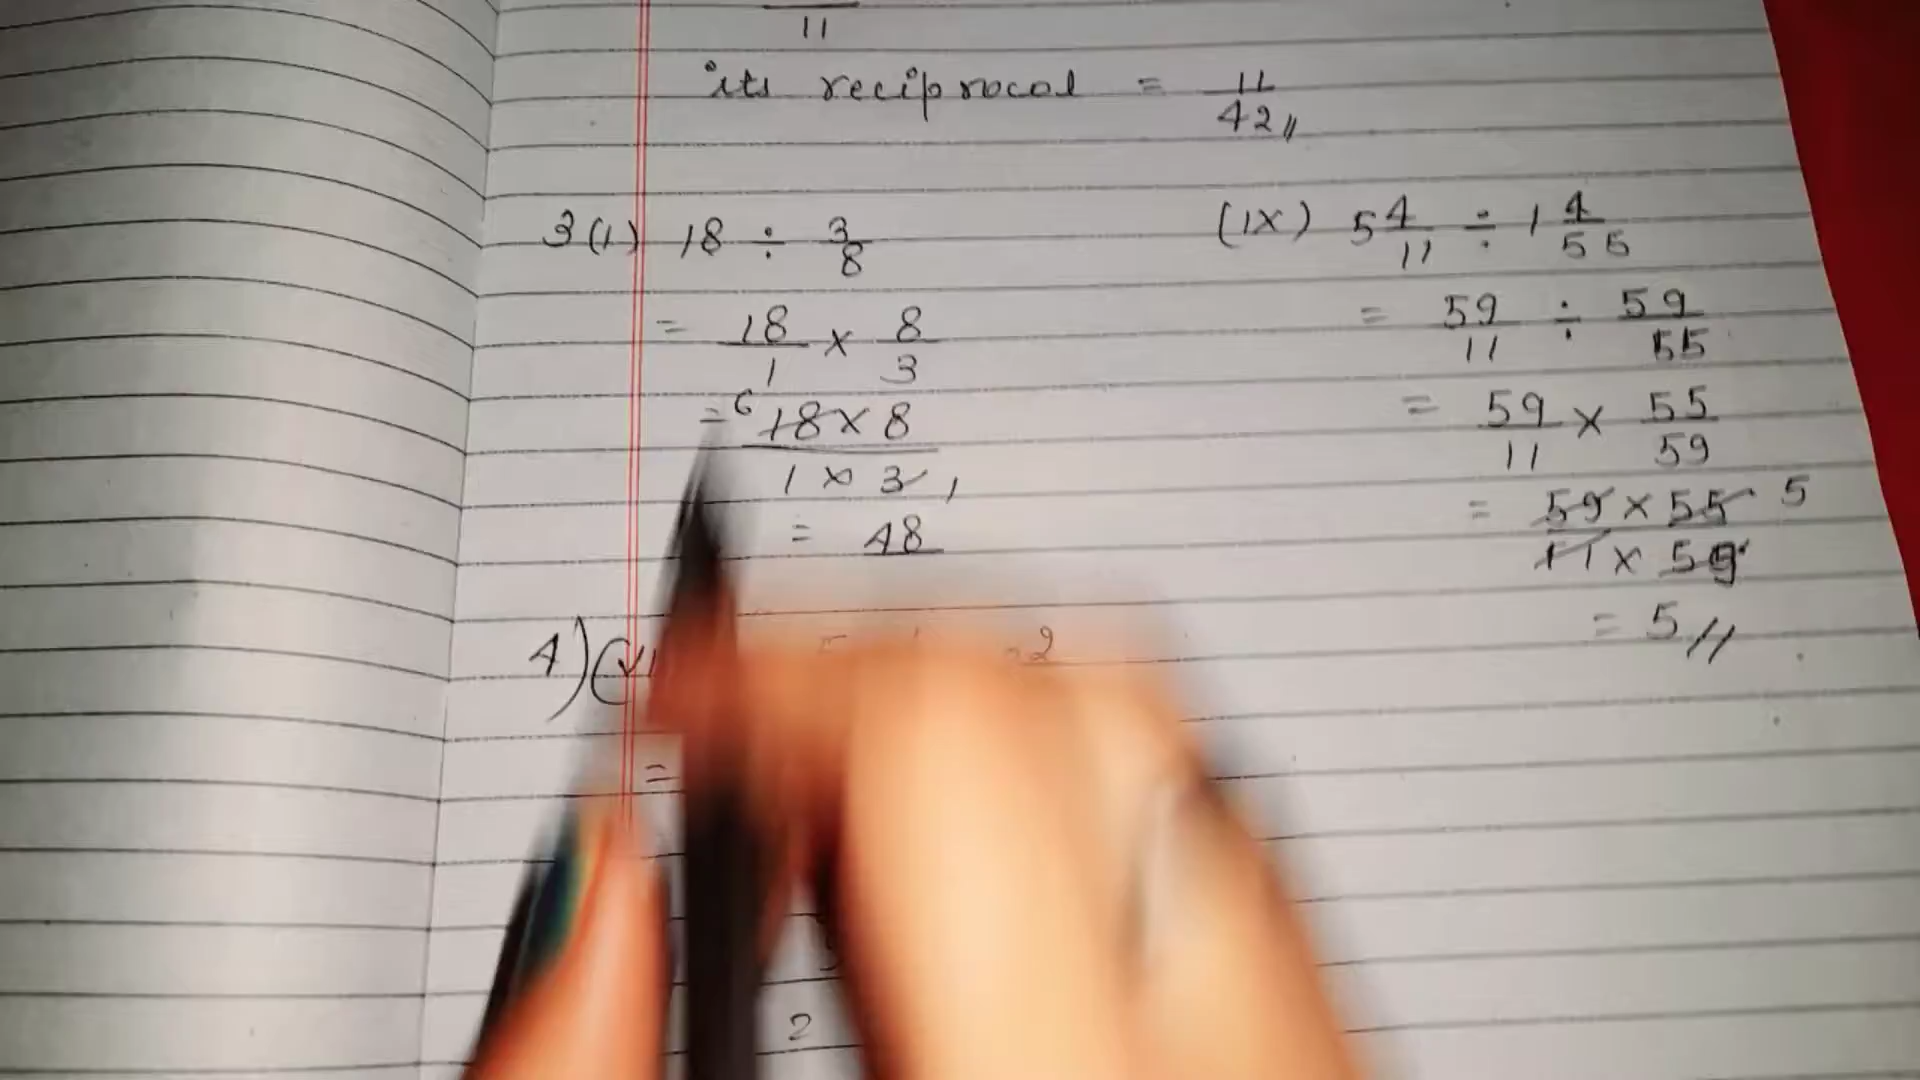 11
its reciprocal = 11/42 //
3(i) 18 ÷ 3/8
= 18/1 × 8/3
= 6 18 × 8 / 1 × 3 1
= 48
(ix) 5 4/11 ÷ 1 4/55
= 59/11 ÷ 59/55
= 59/11 × 55/59
= 59 × 55 5 / 11 × 59
= 5 //
4)
2
=
2